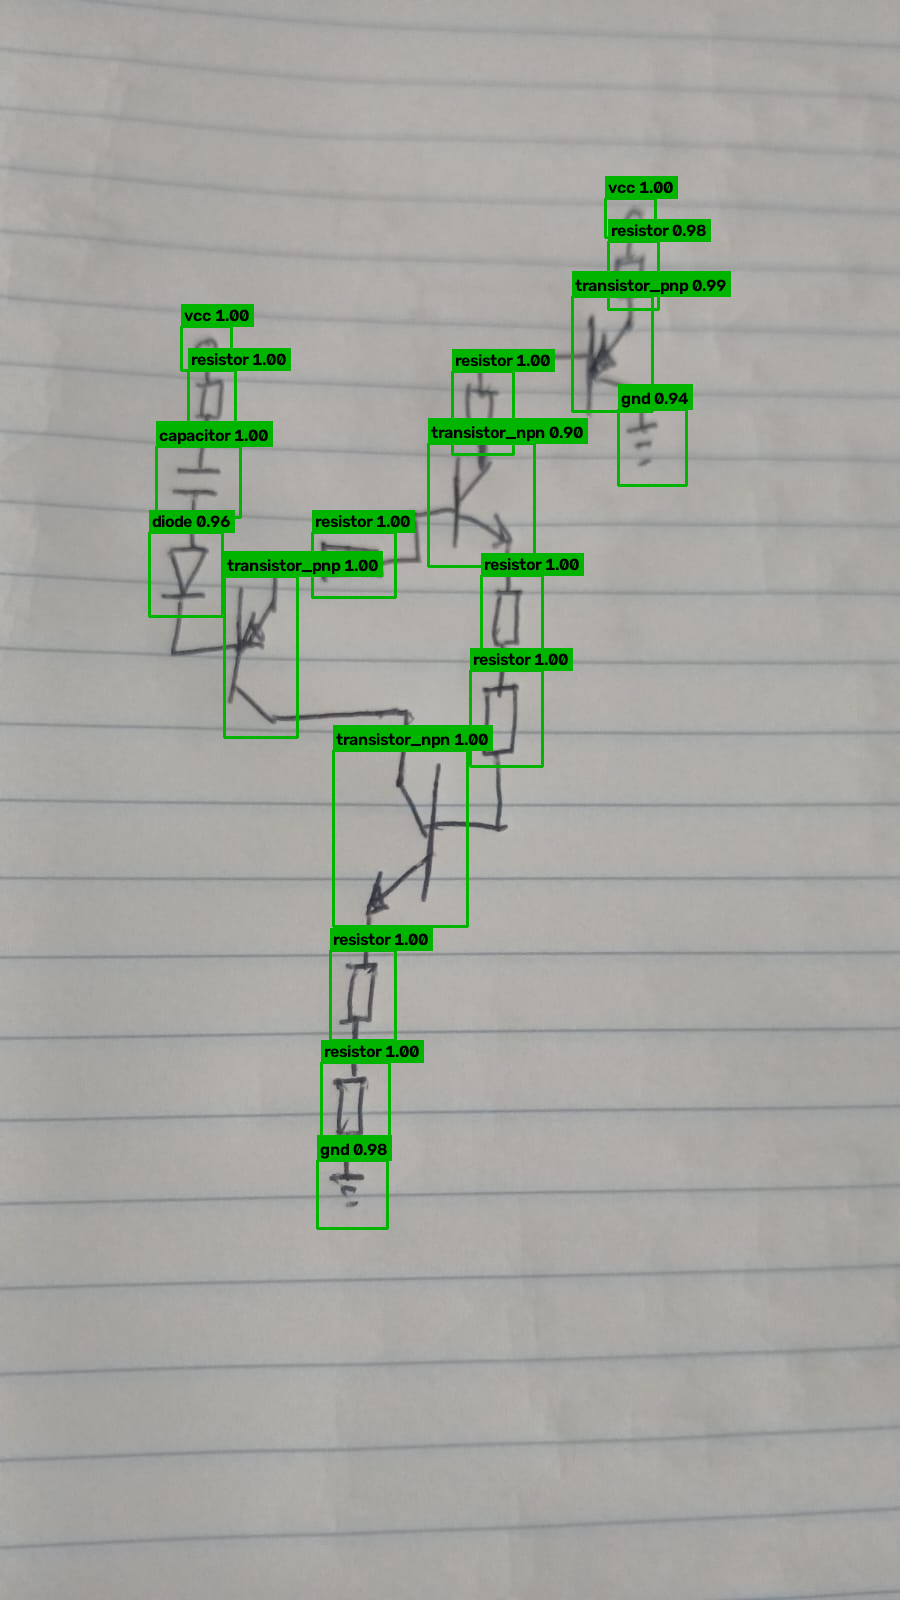 vcc 1.00
resistor 0.98
transistor_pnp 0.99
vcc 1.00
resistor 1.00
resistor 1.00
gnd 0.94
capacitor 1.00
transistor_npn 0.90
diode 0.96
resistor 1.00
transistor_pnp 1.00
resistor 1.00
resistor 1.00
transistor_npn 1.00
resistor 1.00
resistor 1.00
gnd 0.98